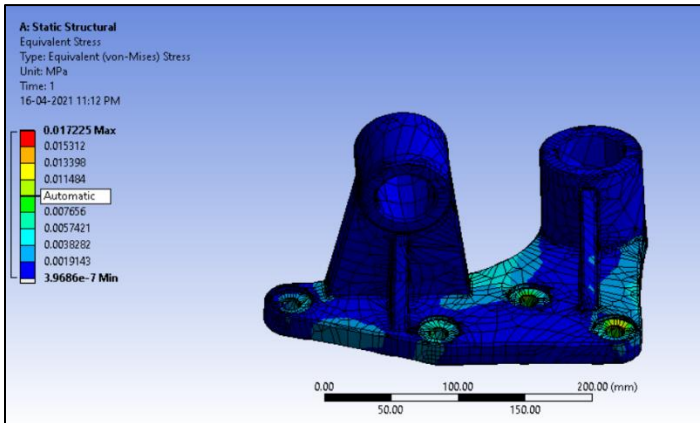 A: Static Structural
Equivalent Stress
Type: Equivalent (von-Mises) Stress
Unit: MPa
Time: 1
16-04-2021 11:12 PM
0.017225 Max
0.015312
0.013398
0.011484
Automatic
0.007656
0.0057421
0.0038282
0.0019143
3.9686e-7 Min
0.00 100.00 200.00 (mm)
50.00 150.00